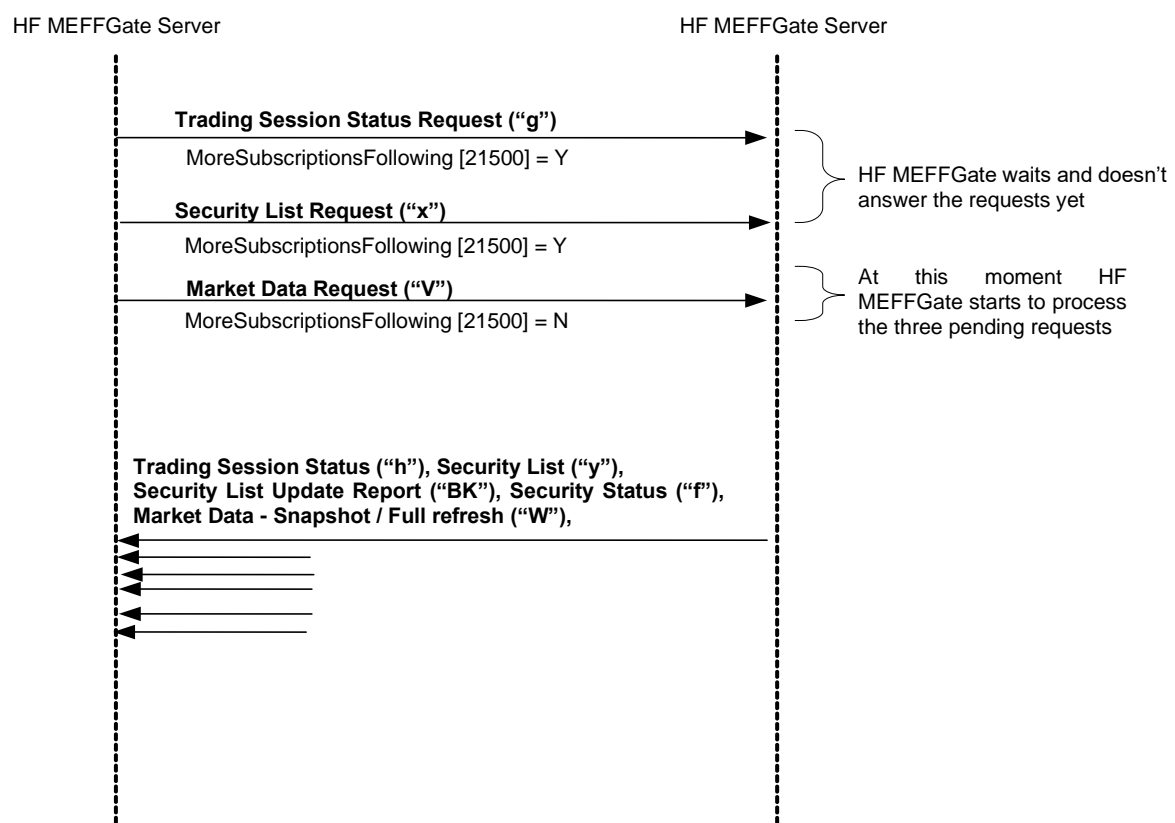 HF MEFFGate Server
HF MEFFGate Server
Trading Session Status Request (“g”)
MoreSubscriptionsFollowing [21500] = Y
HF MEFFGate waits and doesn’t
answer the requests yet
Security List Request (“x”)
MoreSubscriptionsFollowing [21500] = Y
Market Data Request (“V”)
MoreSubscriptionsFollowing [21500] = N
At this moment HF
MEFFGate starts to process
the three pending requests
Trading Session Status (“h”), Security List (“y”),
Security List Update Report (“BK”), Security Status (“f”),
Market Data - Snapshot / Full refresh (“W”),